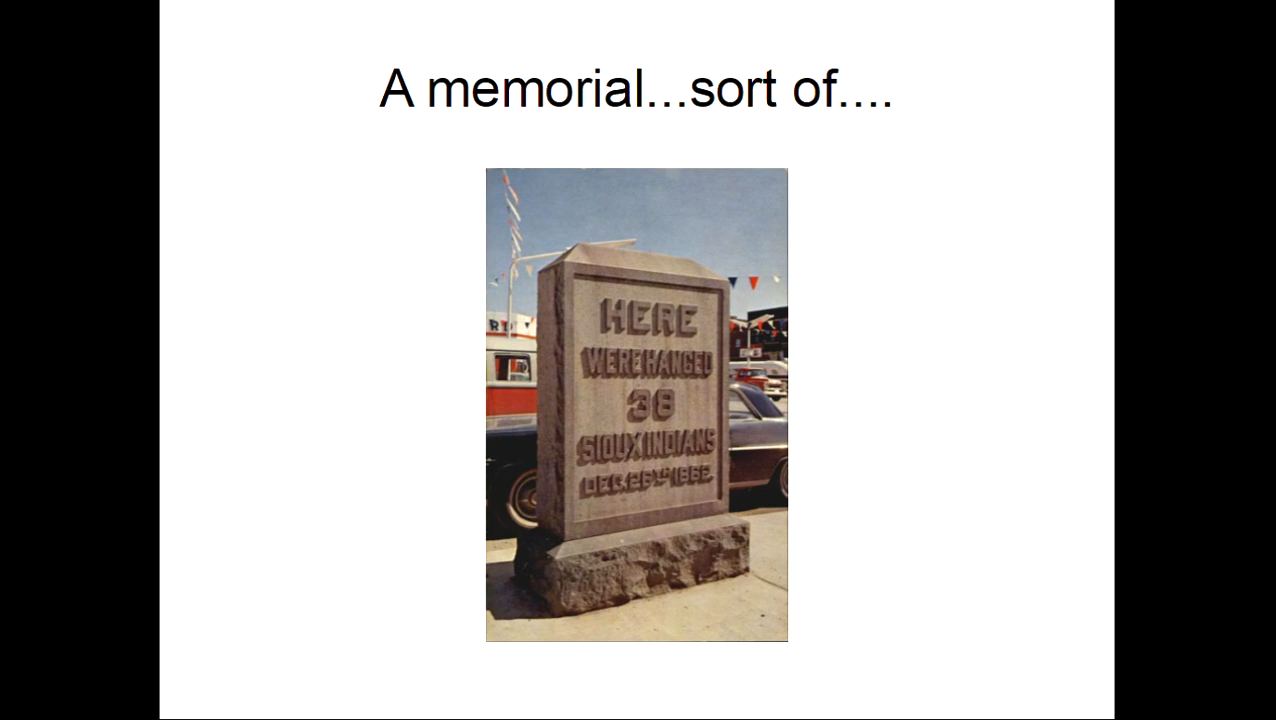 A memorial...sort of....
HERE
WERE HANGED
38
SIOUX INDIANS
DEC. 26TH 1862.